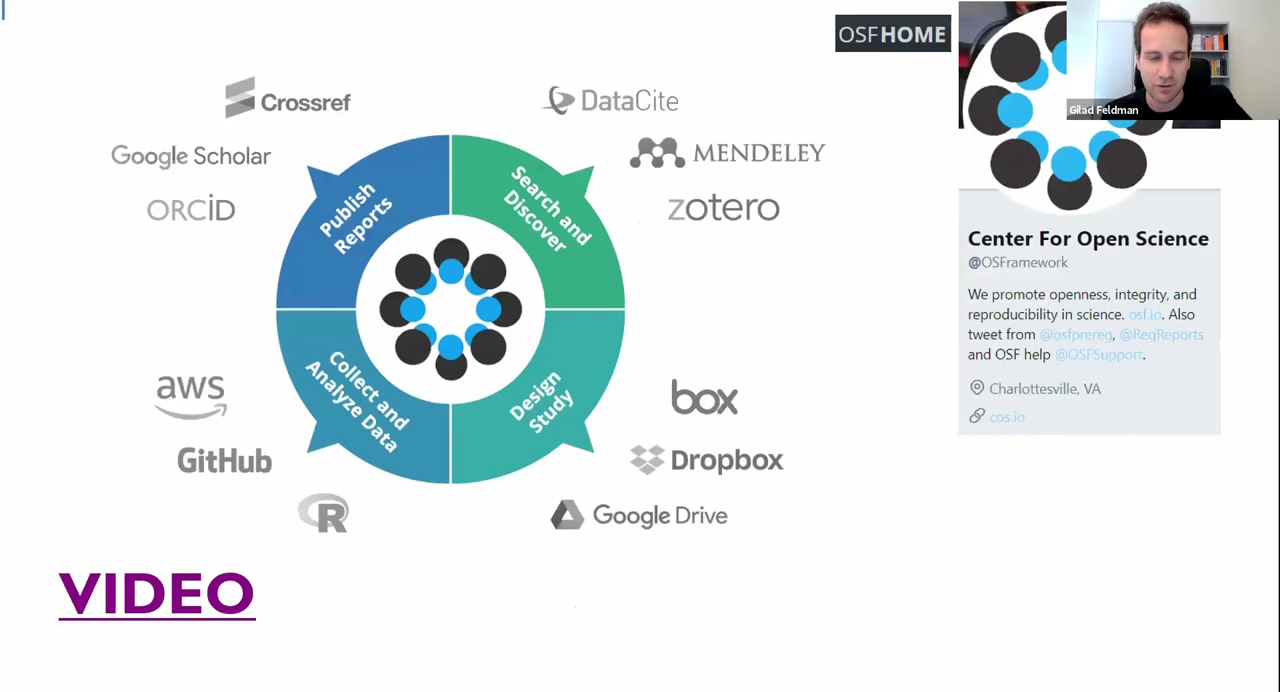 OSFHOME
Gilad Feldman
Crossref
Google Scholar
ORCID
DataCite
MENDELEY
zotero
Publish
Reports
Search and
Discover
Collect and
Analyze Data
Design
Study
aws
GitHub
R
box
Dropbox
Google Drive
VIDEO
Center For Open Science
@OSFramework
We promote openness, integrity, and
reproducibility in science. osf.io. Also
tweet from @osfprereg, @RegReports
and OSF help @OSFSupport.
Charlottesville, VA
cos.io